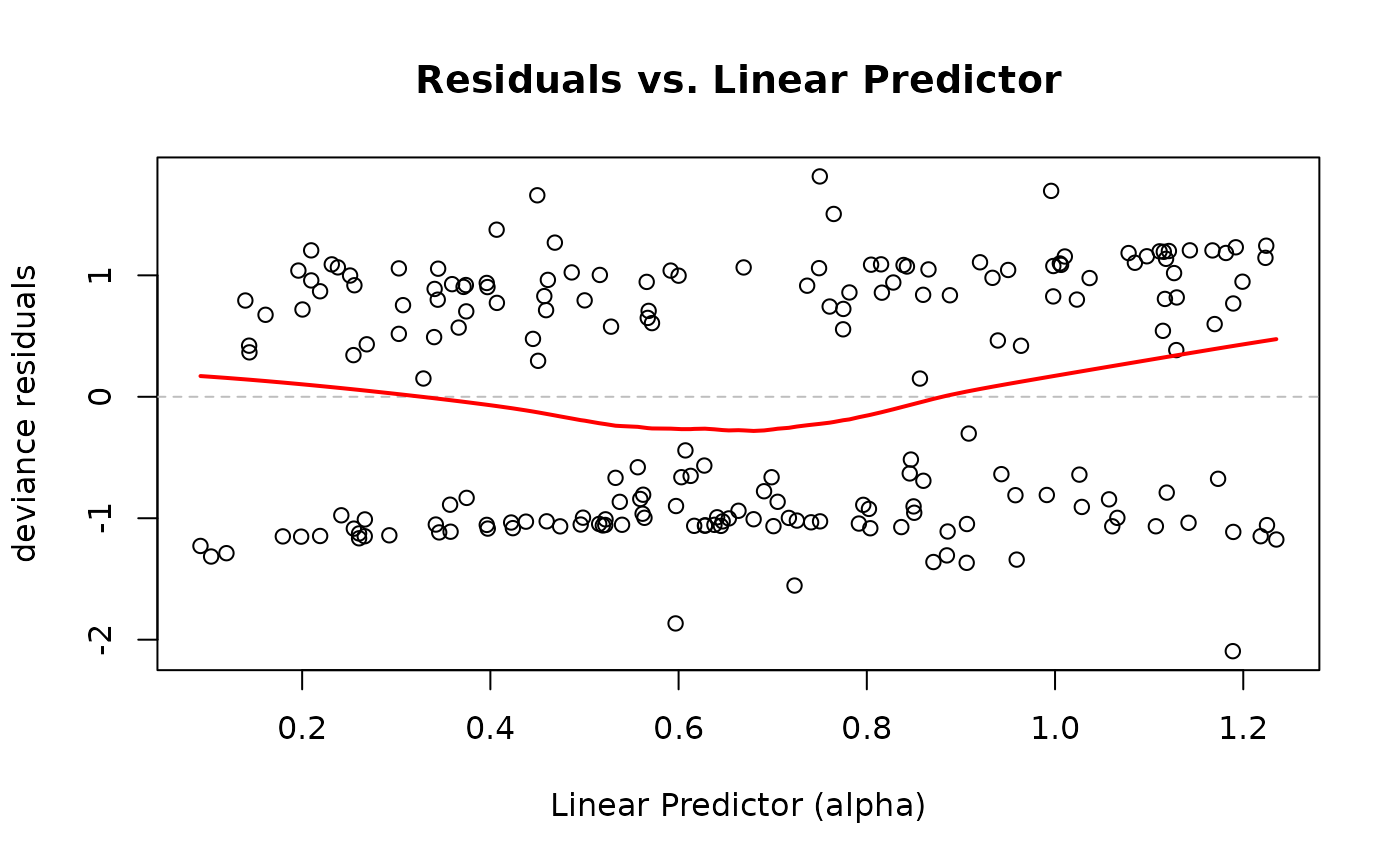 Residuals vs. Linear Predictor
deviance residuals
1
0
-1
-2
0.2 0.4 0.6 0.8 1.0 1.2
Linear Predictor (alpha)